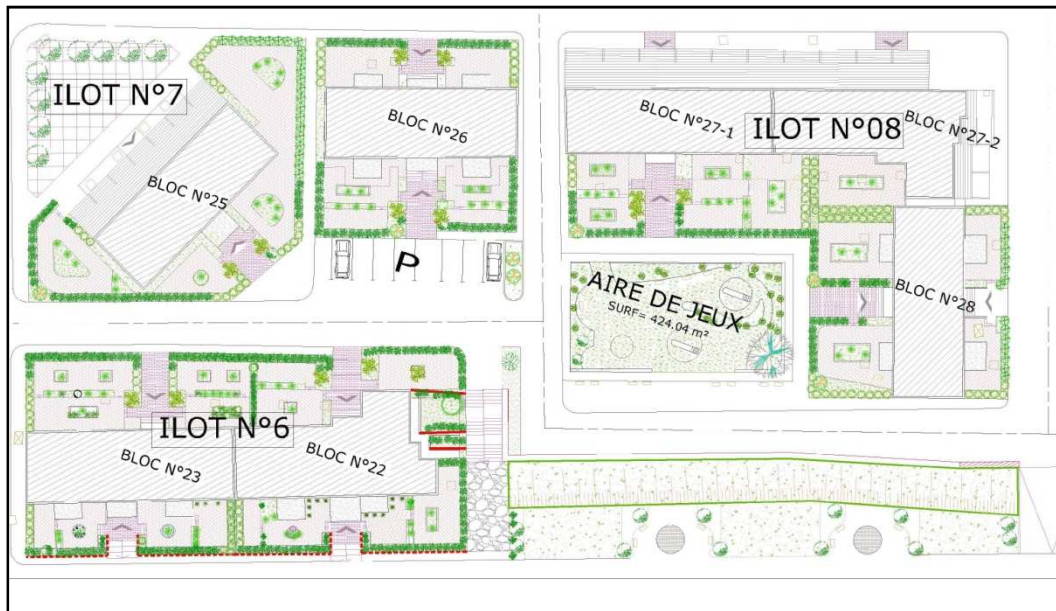 ILOT N°7
BLOC N°25
BLOC N°26
P
BLOC N°27-1
ILOT N°08
BLOC N°27-2
AIRE DE JEUX
SURF= 424.04 m²
BLOC N°28
ILOT N°6
BLOC N°23
BLOC N°22